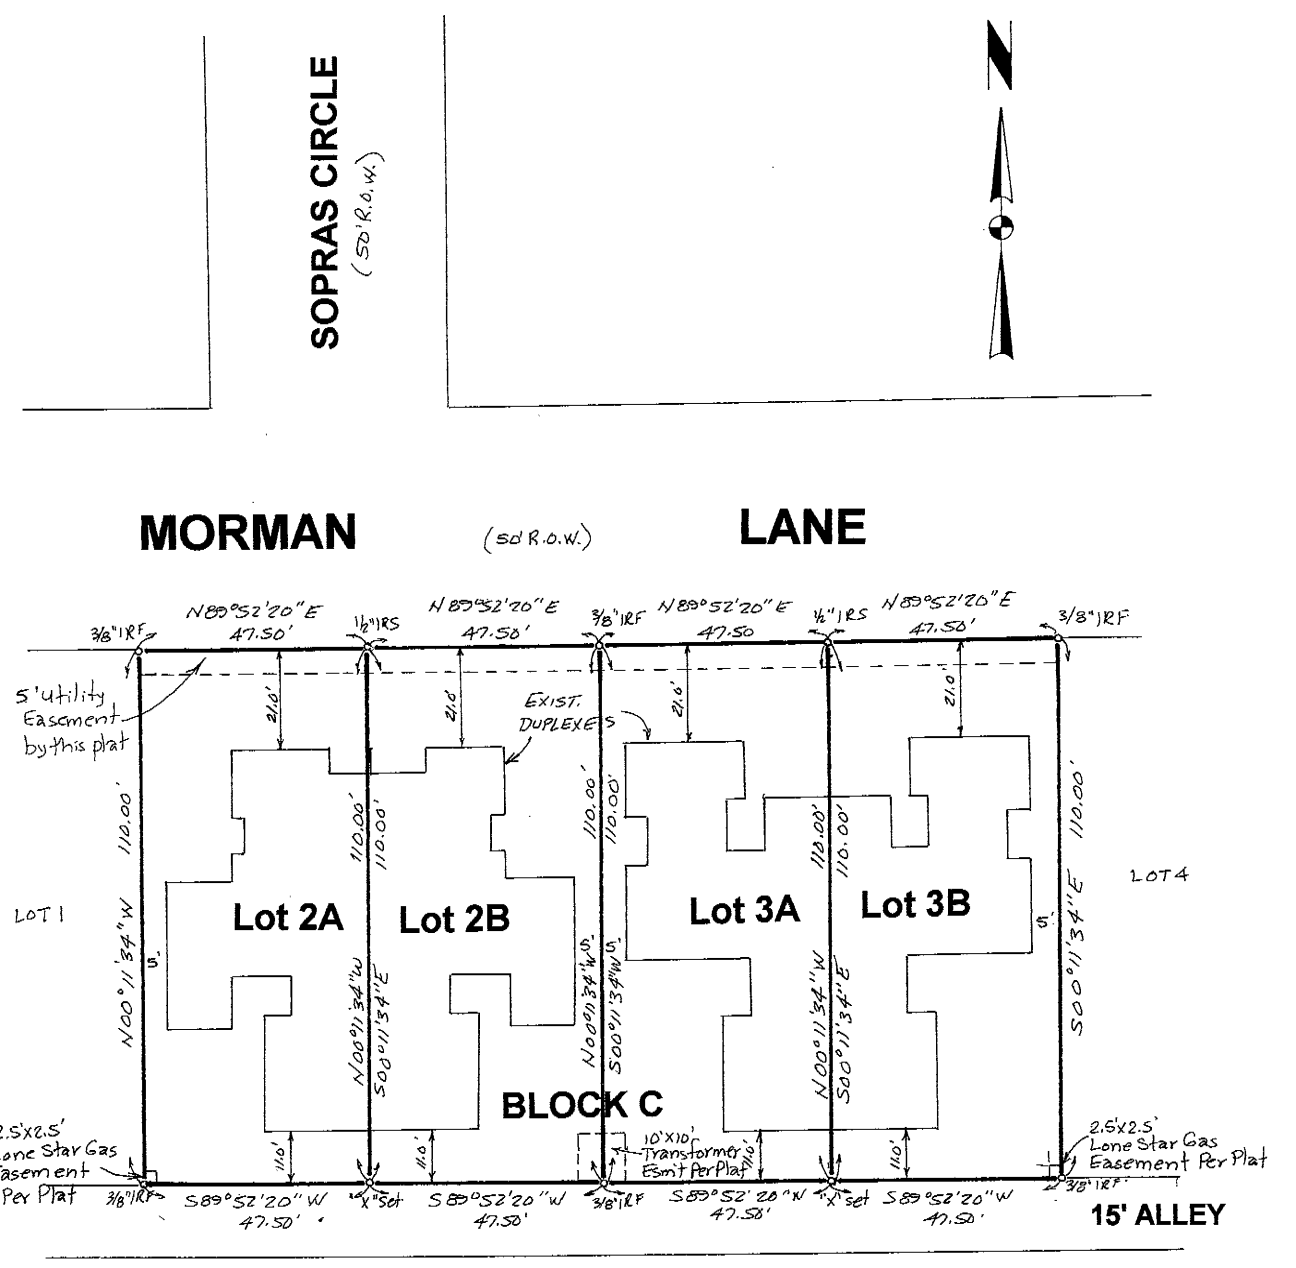 N
SOPRAS CIRCLE
(50' R.O.W.)
MORMAN
(50' R.O.W.)
LANE
N89°52'20"E
47.50'
N89°52'20"E
47.50'
N89°52'20"E
47.50
N89°52'20"E
47.50'
3/8"IRF
1/2"IRS
3/8"IRF
1/2"IRS
3/8"IRF
5' Utility
Easement
by this plat
21.0'
21.0'
21.0'
21.0'
EXIST.
DUPLEXES
110.00'
110.00'
110.00'
110.00'
110.00'
110.00'
110.00'
110.00'
LOT 1
Lot 2A
Lot 2B
Lot 3A
Lot 3B
LOT 4
5'
5'
5'
5'
N00°11'34"W
N00°11'34"W
S00°11'34"E
N00°11'34"W
S00°11'34"W
N00°11'34"W
S00°11'34"E
S00°11'34"E
BLOCK C
2.5'X2.5'
one Star Gas
asement
Per Plat
11.0'
11.0'
10'X10'
Transformer
Esm't Per Plat
11.0'
11.0'
2.5'X2.5'
Lone Star Gas
Easement Per Plat
3/8"IRF
S89°52'20"W
47.50'
"X" Set
S89°52'20"W
47.50'
3/8"IRF
S89°52'20"W
47.50'
"X" Set
S89°52'20"W
47.50'
3/8"IRF
15' ALLEY